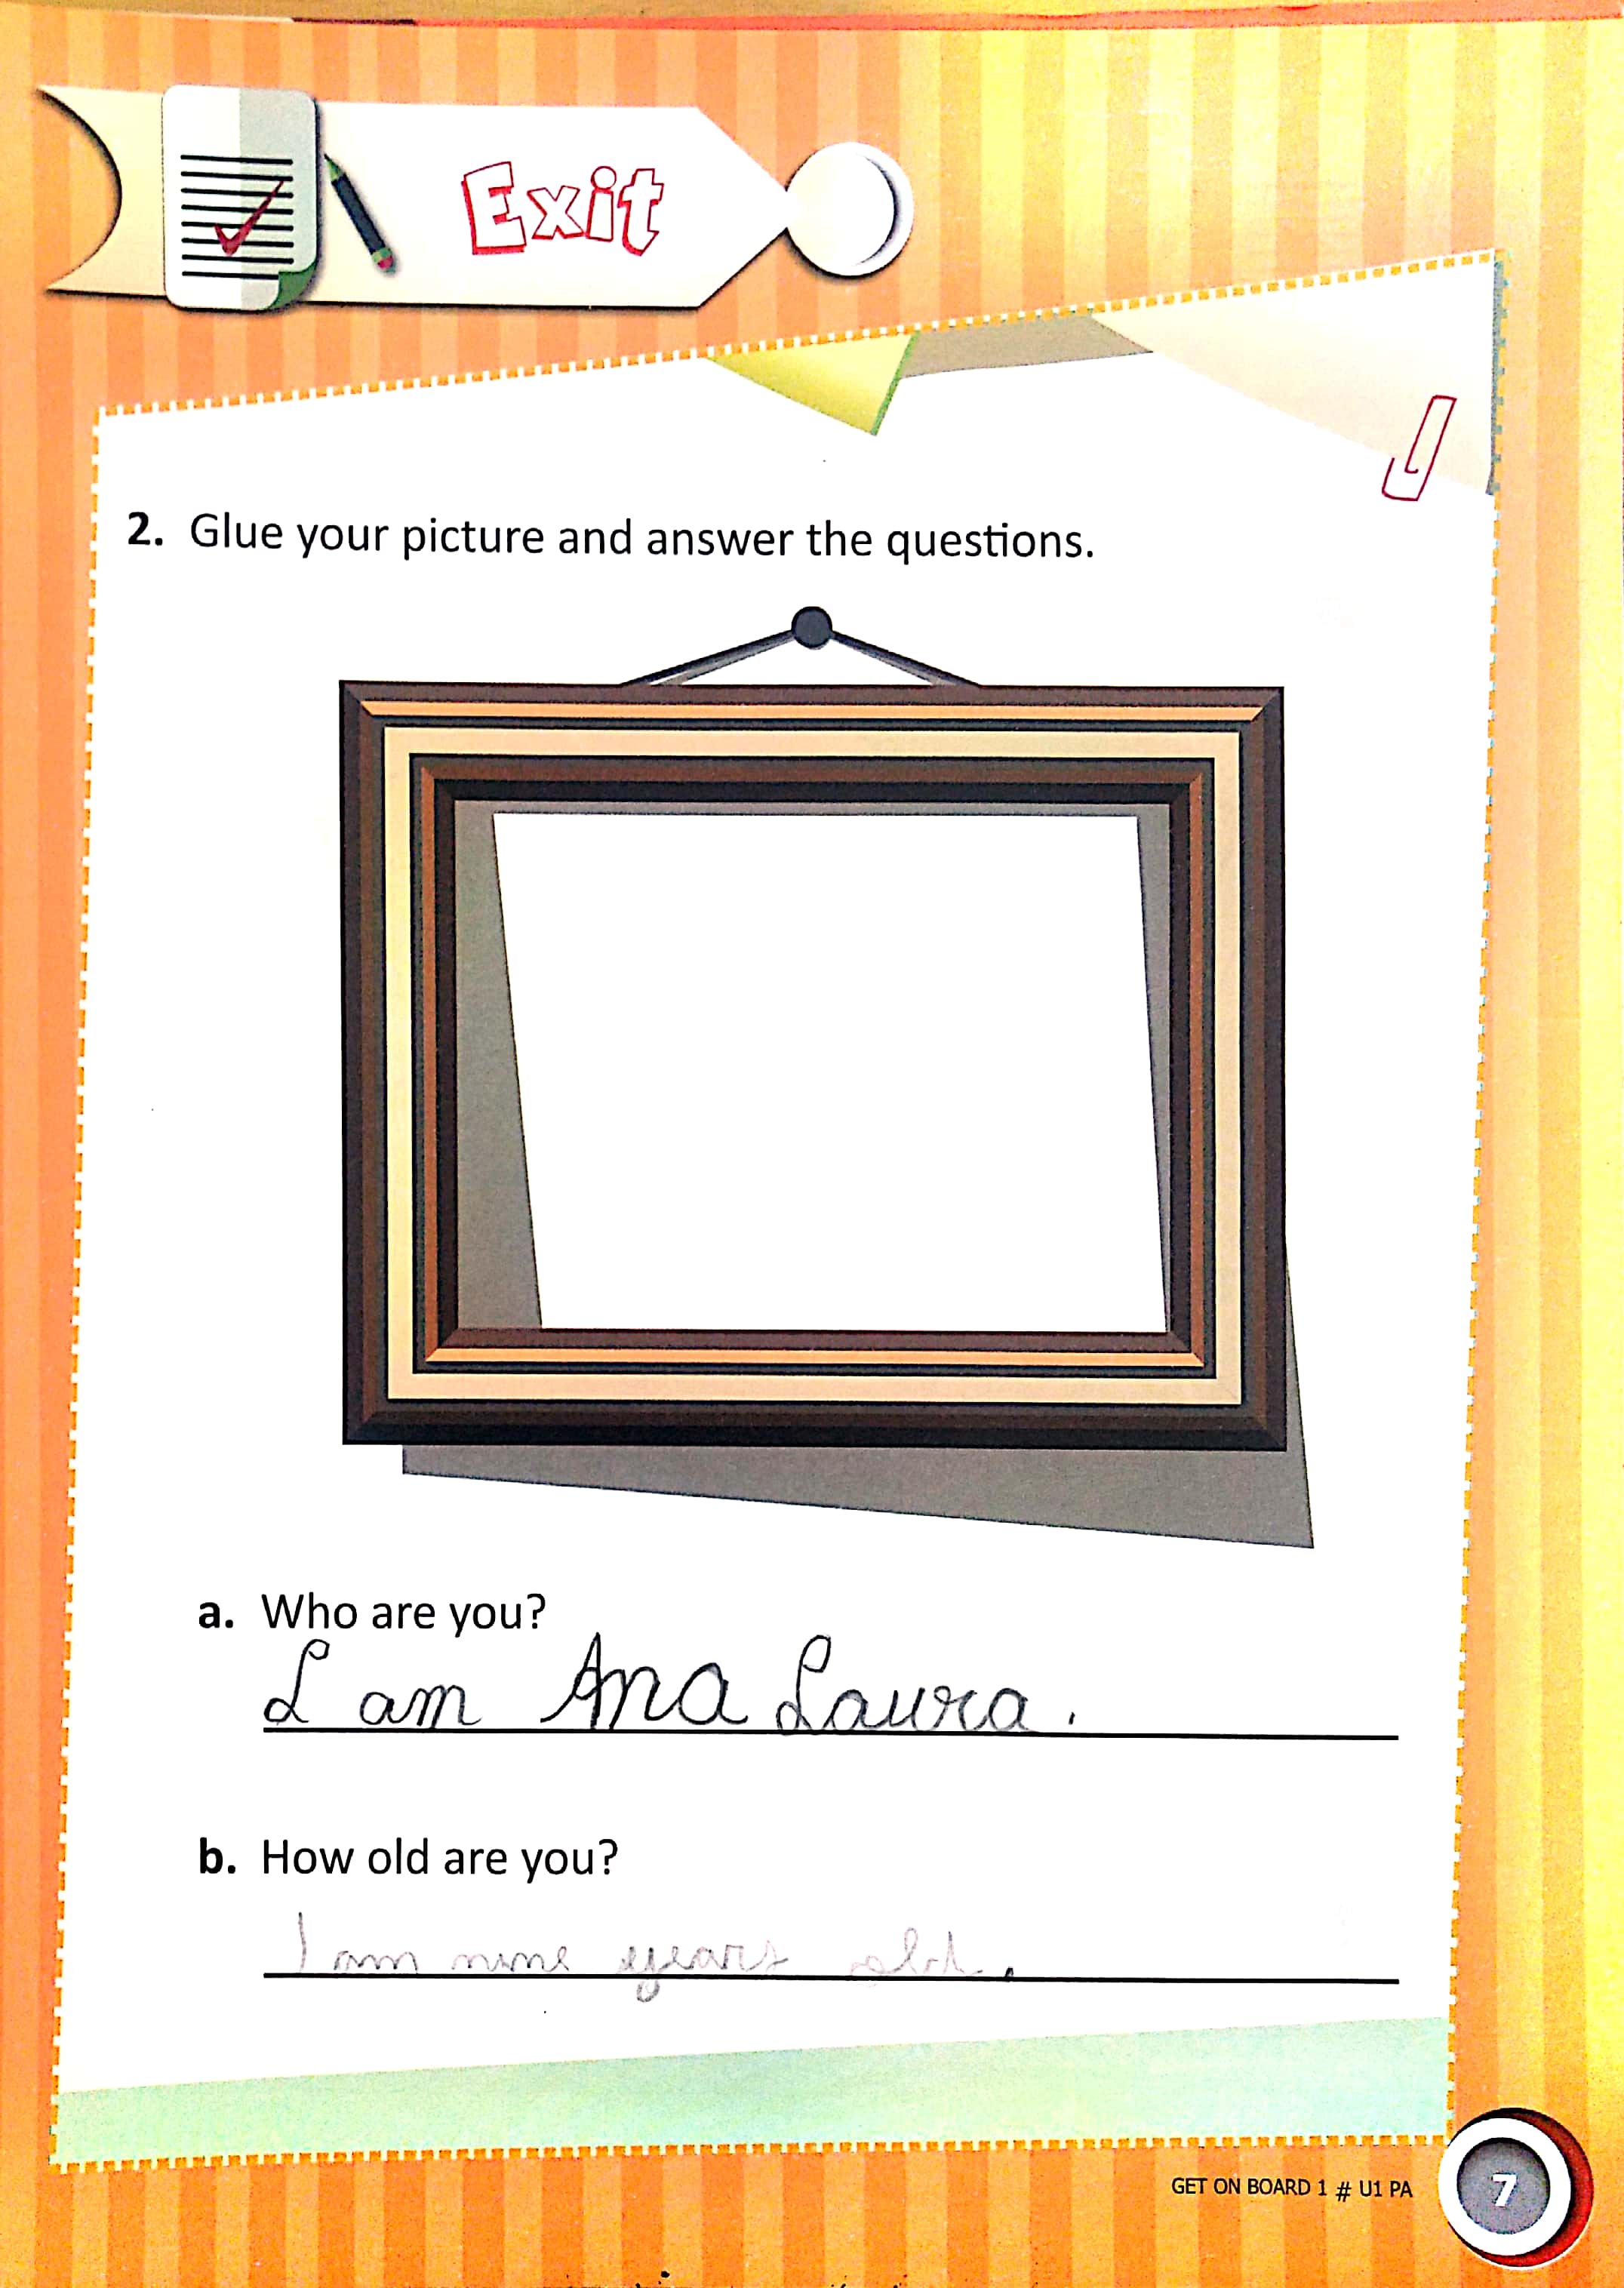 Exit
2. Glue your picture and answer the questions.
a. Who are you?
I am Ana Laura.
b. How old are you?
I am nine years old.
GET ON BOARD 1 # U1 PA
7